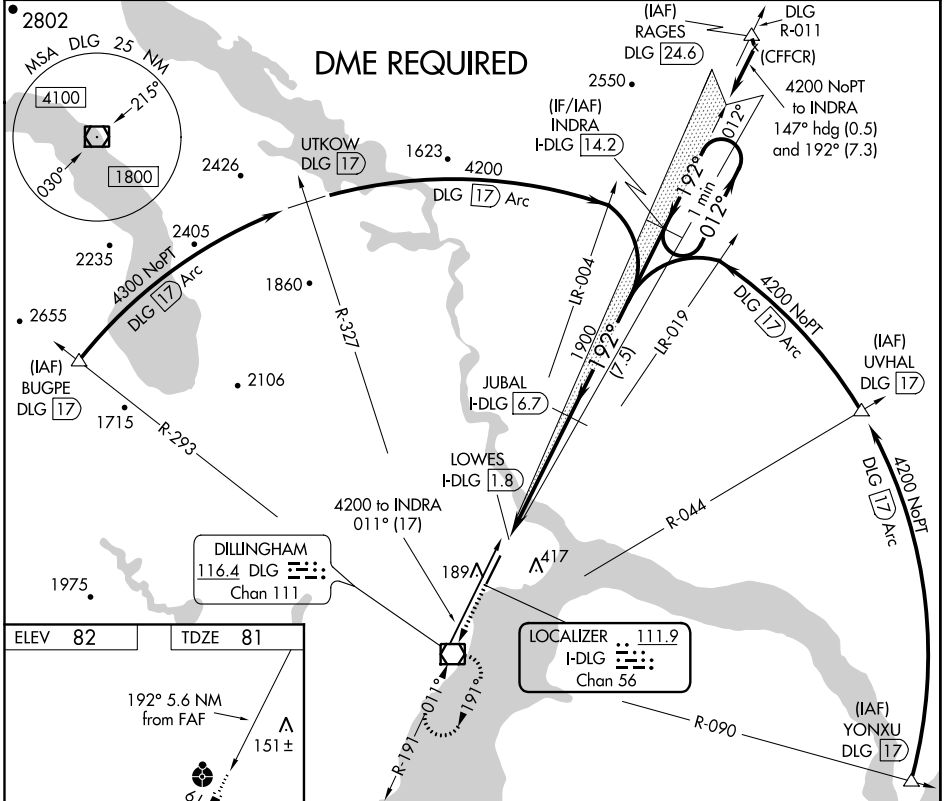 2802
MSA DLG 25 NM
4100
215°
030°
1800
DME REQUIRED
(IAF)
RAGES
DLG 24.6
DLG
R-011
(CFFCR)
4200 NoPT
to INDRA
147° hdg (0.5)
and 192° (7.3)
2550
(IF/IAF)
INDRA
I-DLG 14.2
012°
192°
1 min
012°
UTKOW
DLG 17
1623
4200
DLG 17 Arc
2426
2405
2235
4300 NoPT
DLG 17 Arc
1860
2655
2106
(IAF)
BUGPE
DLG 17
1715
R-293
R-327
LR-004
LR-019
1900
192°
(7.5)
4200 NoPT
DLG 17 Arc
(IAF)
UVHAL
DLG 17
JUBAL
I-DLG 6.7
LOWES
I-DLG 1.8
R-044
4200 NoPT
DLG 17 Arc
4200 to INDRA
011° (17)
DILLINGHAM
116.4 DLG
Chan 111
189
417
1975
LOCALIZER 111.9
I-DLG
Chan 56
R-090
(IAF)
YONXU
DLG 17
011°
191°
R-191
ELEV 82
TDZE 81
192° 5.6 NM
from FAF
151±